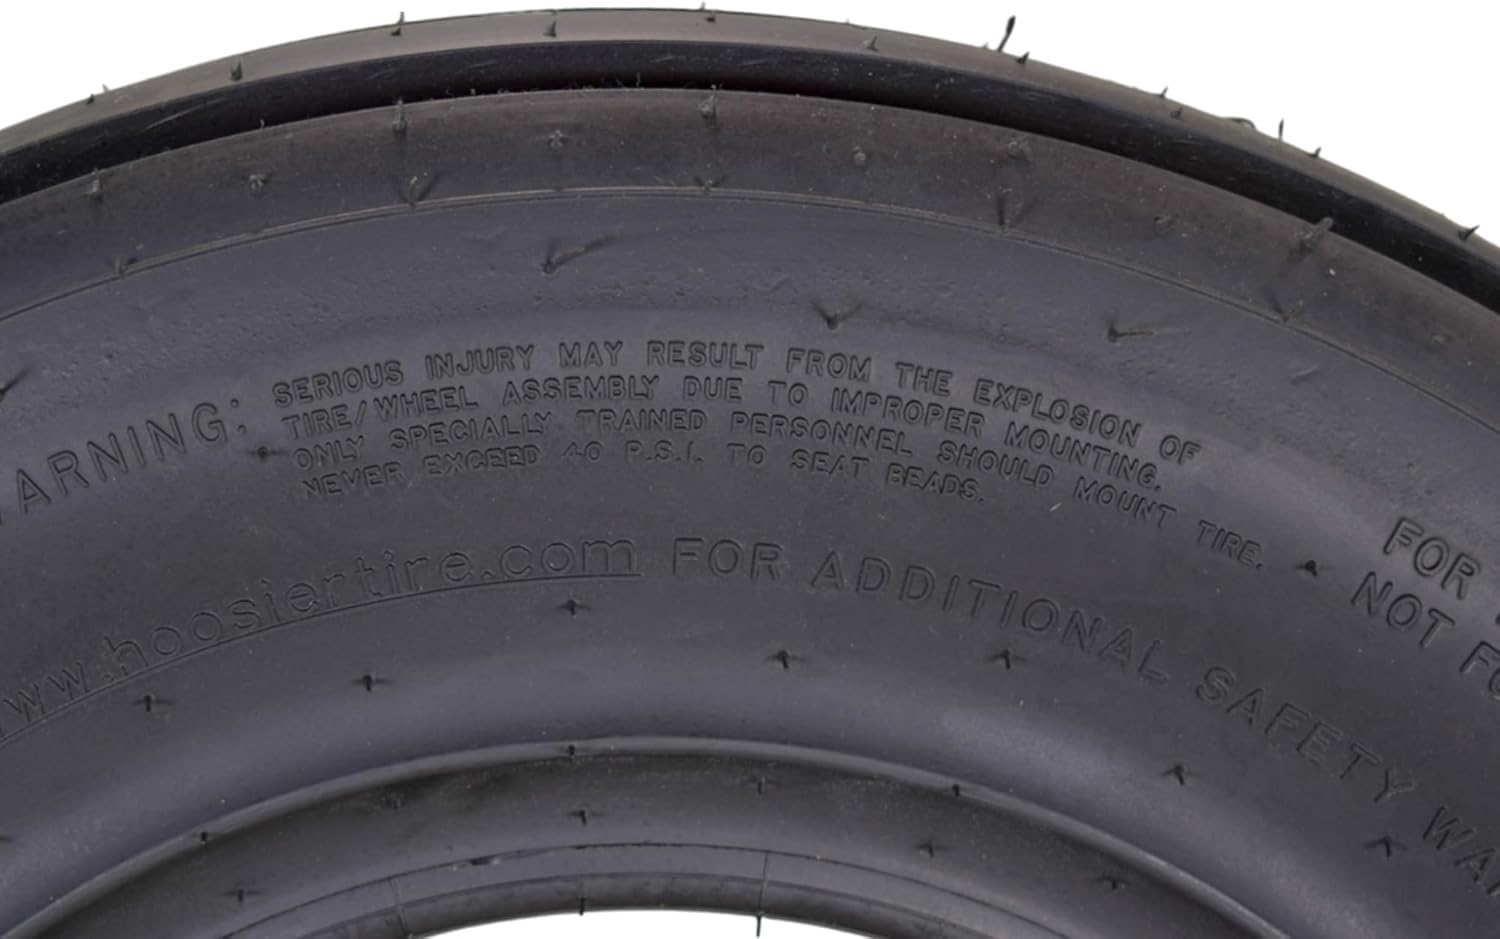 WARNING: SERIOUS INJURY MAY RESULT FROM THE EXPLOSION OF
TIRE/WHEEL ASSEMBLY DUE TO IMPROPER MOUNTING.
ONLY SPECIALLY TRAINED PERSONNEL SHOULD MOUNT TIRE.
NEVER EXCEED 40 P.S.I. TO SEAT BEADS.
www.hoosiertire.com FOR ADDITIONAL SAFETY
FOR
NOT